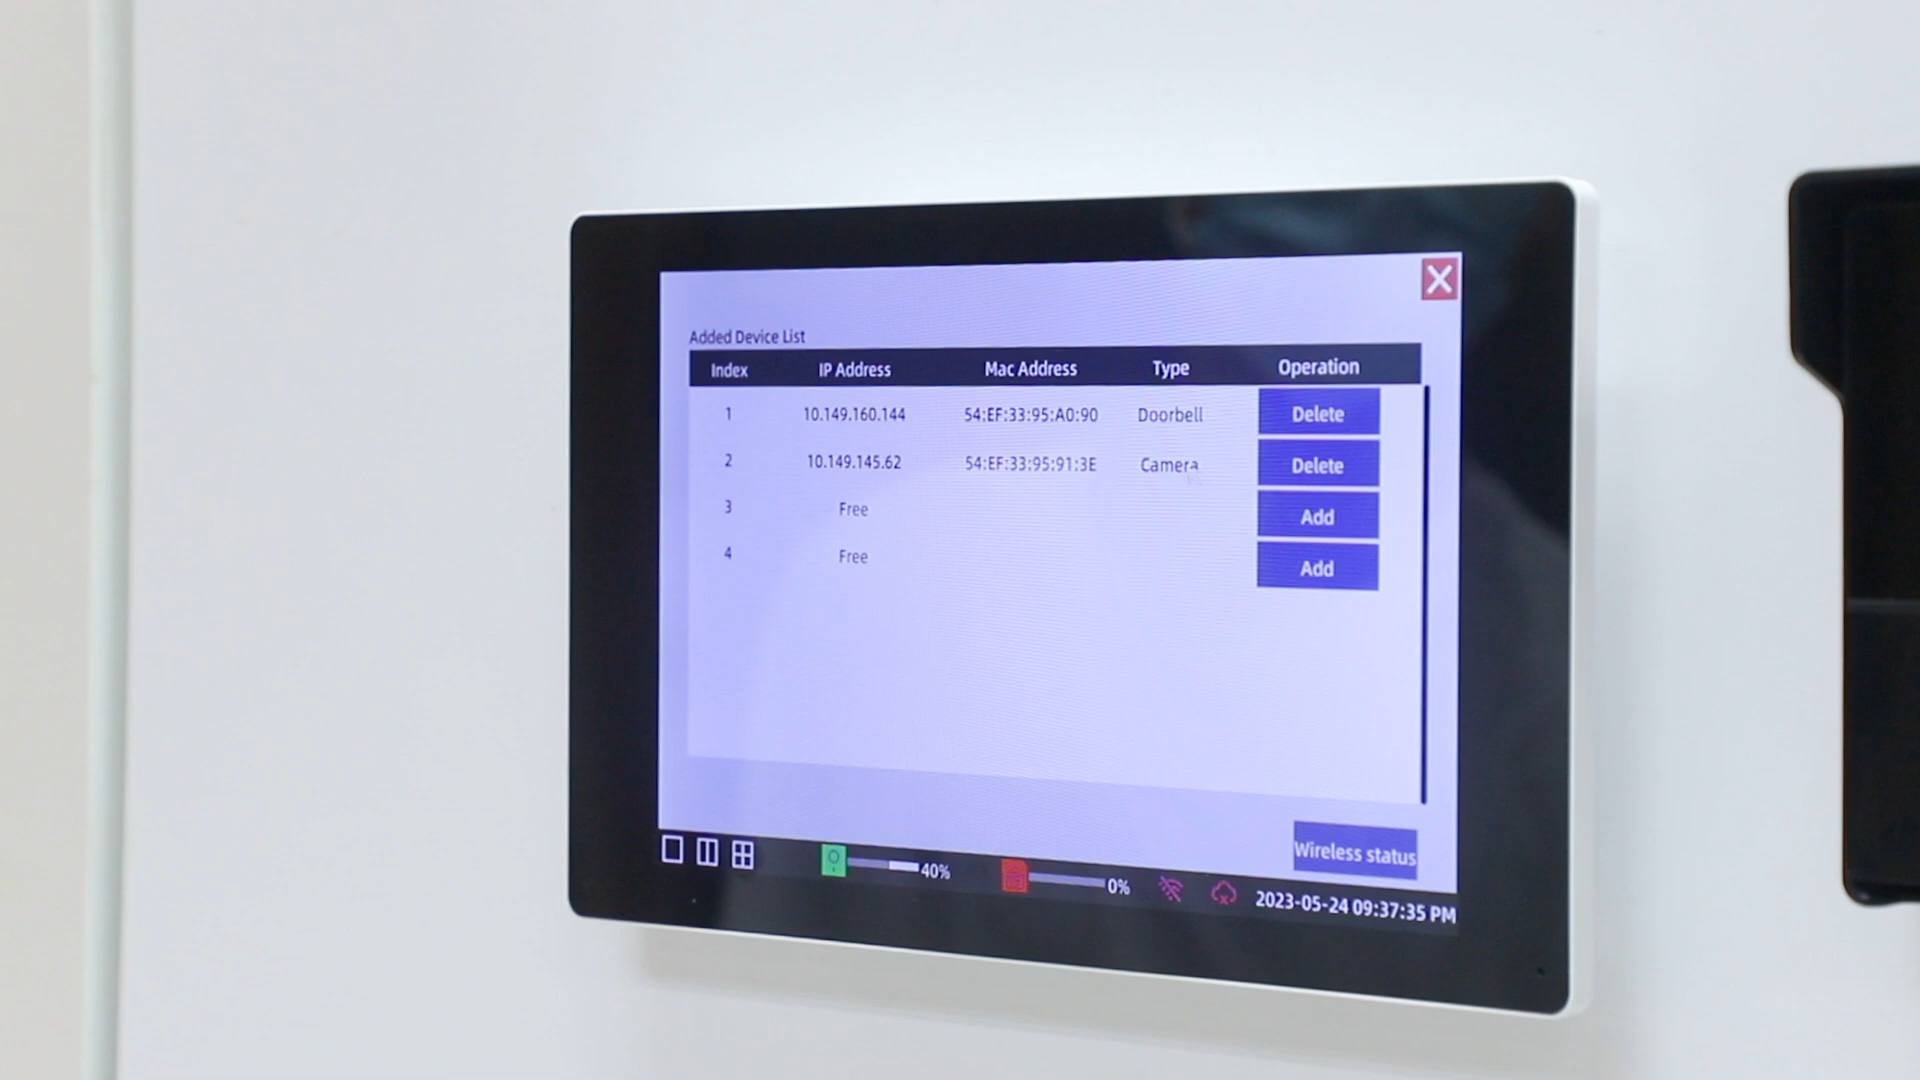 Added Device List
Index IP Address Mac Address Type Operation
1 10.149.160.144 54:EF:33:95:A0:90 Doorbell Delete
2 10.149.145.62 54:EF:33:95:91:3E Camera Delete
3 Free Add
4 Free Add
Wireless status
40% 0% 2023-05-24 09:37:35 PM